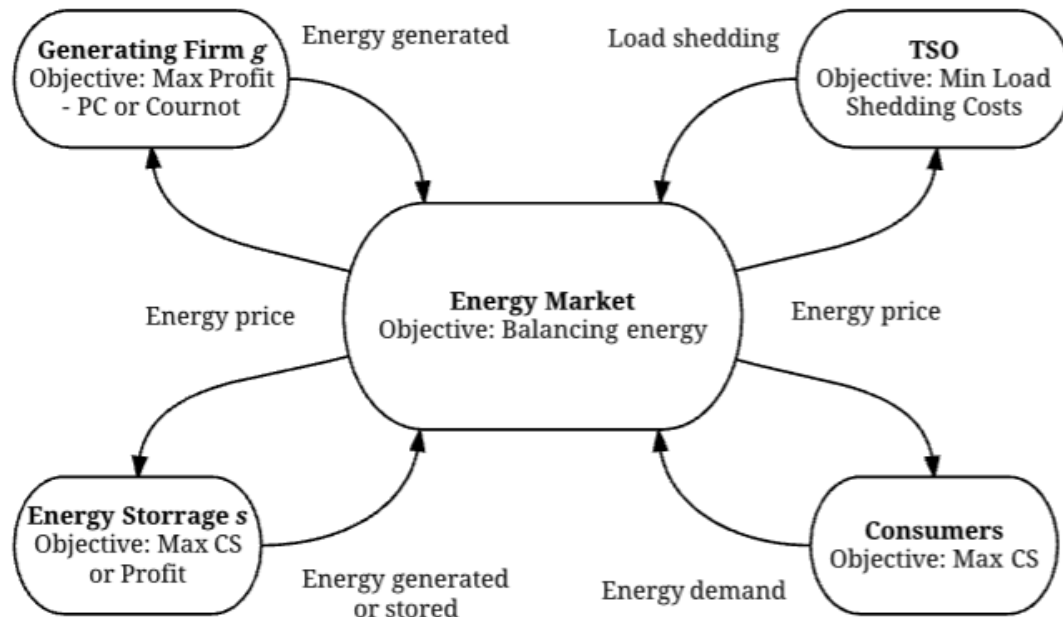 Generating Firm g
Objective: Max Profit
- PC or Cournot
Energy generated
Load shedding
TSO
Objective: Min Load
Shedding Costs
Energy price
Energy Market
Objective: Balancing energy
Energy price
Energy Storrage s
Objective: Max CS
or Profit
Energy generated
or stored
Energy demand
Consumers
Objective: Max CS